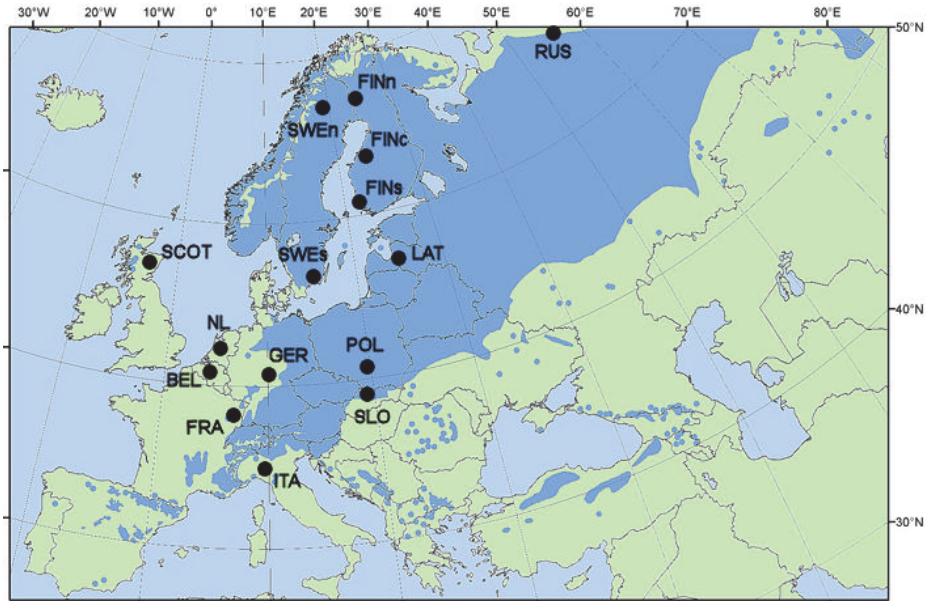 30°W 20°W 10°W 0°E 10°E 20°E 30°E 40°E 50°E 60°E 70°E 80°E
50°N
RUS
FINn
SWEn
FINc
FINs
SCOT
SWEs
LAT
40°N
NL
POL
GER
BEL
FRA
SLO
ITA
30°N